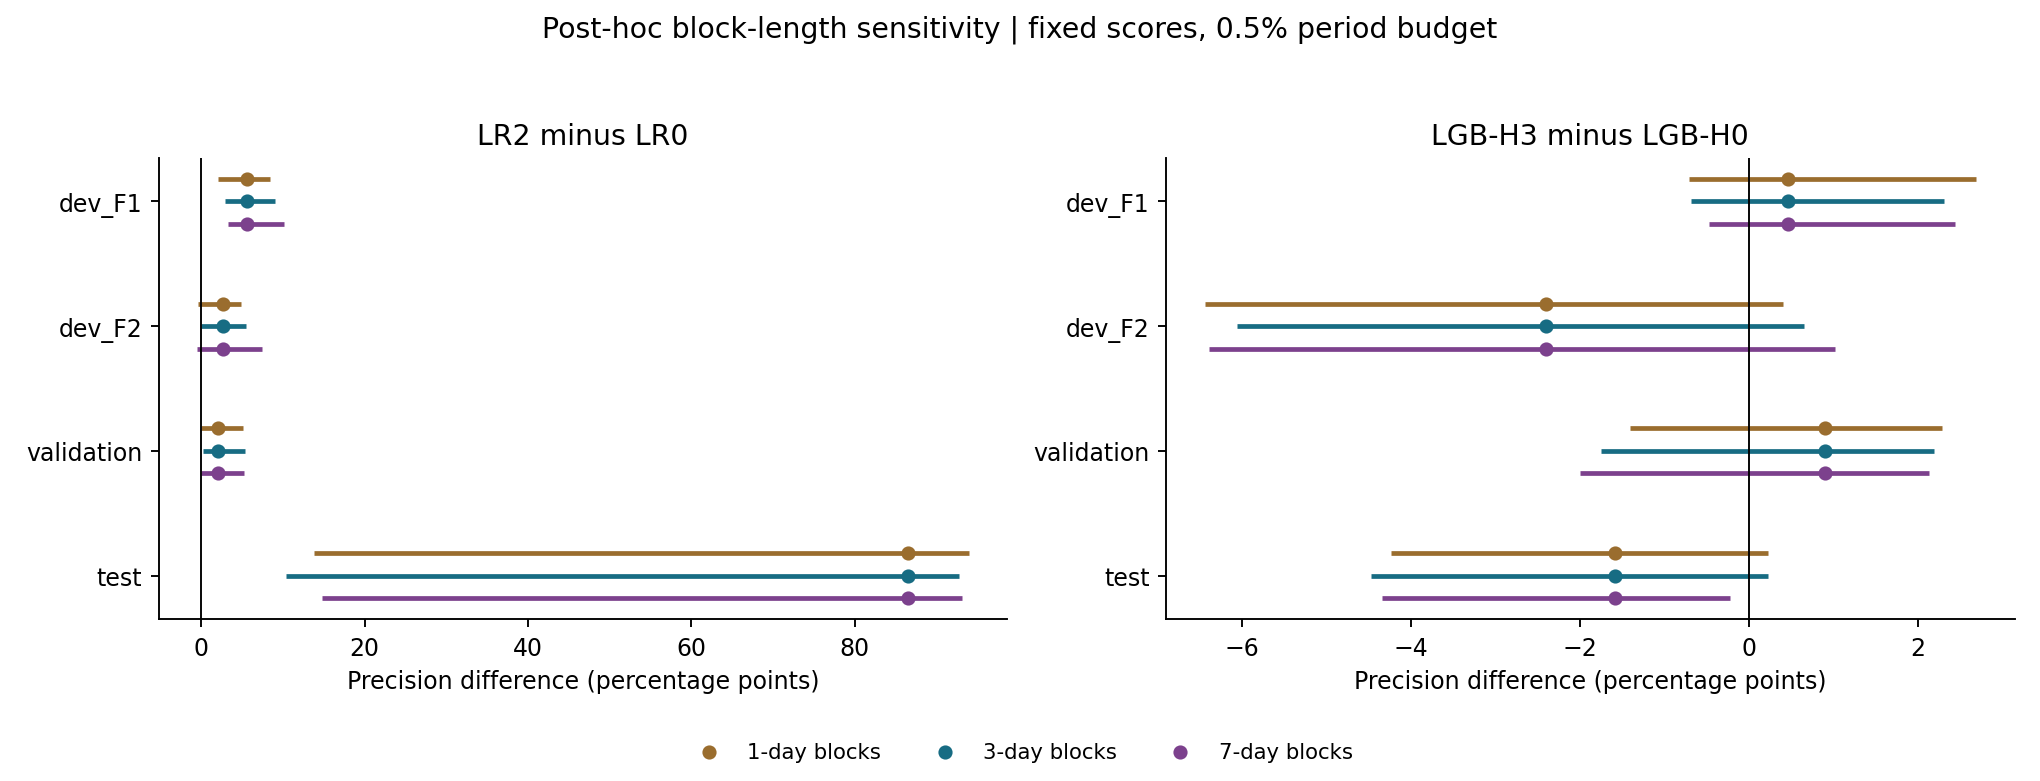 Post-hoc block-length sensitivity | fixed scores, 0.5% period budget
LR2 minus LR0
dev_F1
dev_F2
validation
test
0 20 40 60 80
Precision difference (percentage points)
LGB-H3 minus LGB-H0
dev_F1
dev_F2
validation
test
−6 −4 −2 0 2
Precision difference (percentage points)
1-day blocks 3-day blocks 7-day blocks